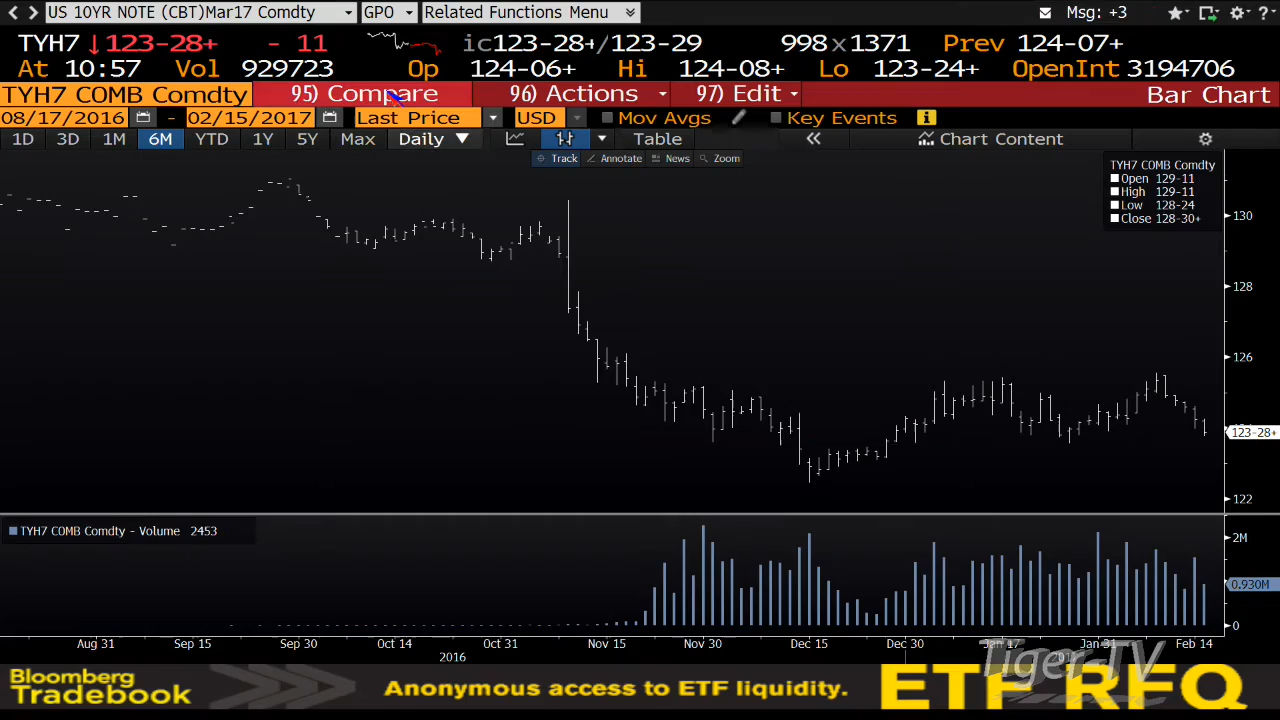 US 10YR NOTE (CBT)Mar17 Comdty GPO Related Functions Menu Msg: +3 ?
TYH7 ↓123-28+ - 11 ic123-28+/123-29 998x1371 Prev 124-07+
At 10:57 Vol 929723 Op 124-06+ Hi 124-08+ Lo 123-24+ OpenInt 3194706
TYH7 COMB Comdty 95) Compare 96) Actions 97) Edit Bar Chart
08/17/2016 - 02/15/2017 Last Price USD Mov Avgs Key Events i
1D 3D 1M 6M YTD 1Y 5Y Max Daily ▼ Table « Chart Content
Track Annotate News Zoom
TYH7 COMB Comdty
Open 129-11
High 129-11
Low 128-24
Close 128-30+
130
128
126
123-28+
122
TYH7 COMB Comdty - Volume 2453
2M
0.930M
0
Aug 31 Sep 15 Sep 30 Oct 14 Oct 31 Nov 15 Nov 30 Dec 15 Dec 30 Jan 17 Jan 31 Feb 14
2016
TigerTV
Bloomberg
Tradebook
Anonymous access to ETF liquidity.
ETF RFQ